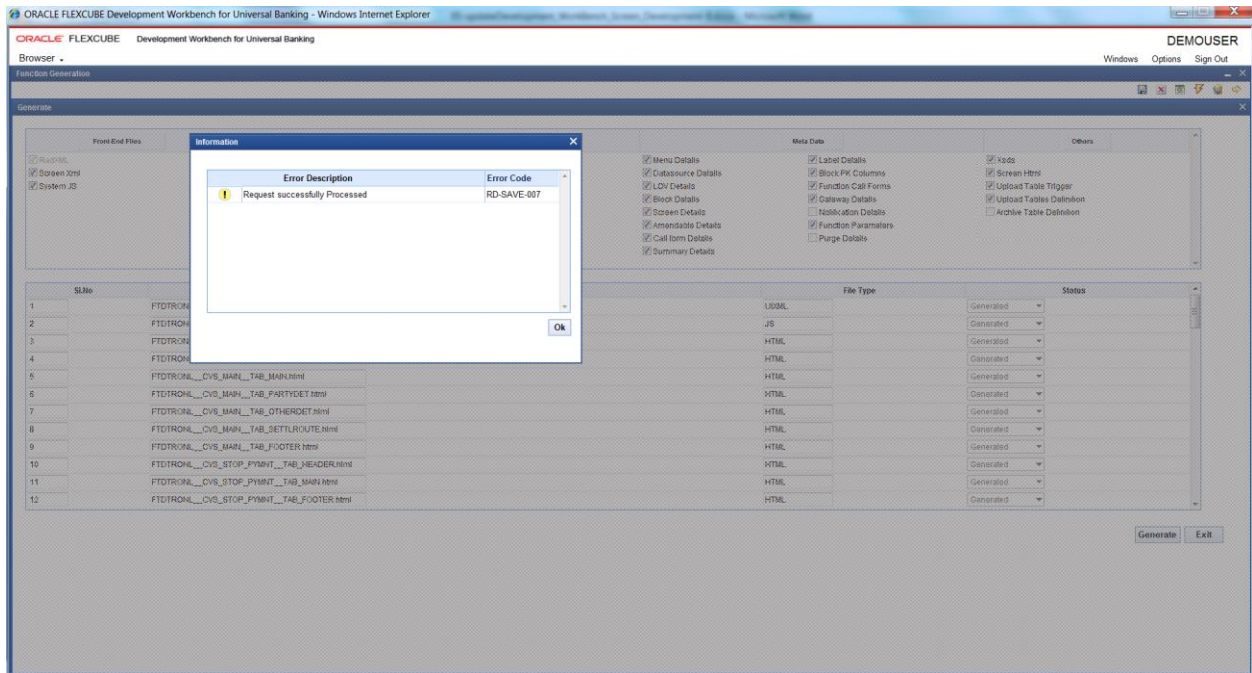 ORACLE FLEXCUBE Development Workbench for Universal Banking - Windows Internet Explorer
ORACLE FLEXCUBE Development Workbench for Universal Banking
DEMOUSER
Browser
Windows Options Sign Out
Function Generation
Generate
Front End Files
Meta Data
Others
RadXML
Screen Xml
System JS
Information
Error Description Error Code
Request successfully Processed RD-SAVE-007
Ok
Menu Details Label Details Xsds
Datasource Details Block PK Columns Screen Html
LOV Details Function Call Forms Upload Table Trigger
Block Details Gateway Details Upload Tables Definition
Screen Details Notification Details Archive Table Definition
Amendable Details Function Parameters
Call form Details Purge Details
Summary Details
Sl.No File Type Status
1 FTDTRON Generated
2 FTDTRON JS Generated
3 FTDTRON HTML Generated
4 FTDTRON HTML Generated
5 FTDTRONL__CVS_MAIN__TAB_MAIN.html HTML Generated
6 FTDTRONL__CVS_MAIN__TAB_PARTYDET.html HTML Generated
7 FTDTRONL__CVS_MAIN__TAB_OTHERDET.html HTML Generated
8 FTDTRONL__CVS_MAIN__TAB_SETTLROUTE.html HTML Generated
9 FTDTRONL__CVS_MAIN__TAB_FOOTER.html HTML Generated
10 FTDTRONL__CVS_STOP_PYMNT__TAB_HEADER.html HTML Generated
11 FTDTRONL__CVS_STOP_PYMNT__TAB_MAIN.html HTML Generated
12 FTDTRONL__CVS_STOP_PYMNT__TAB_FOOTER.html HTML Generated
Generate Exit